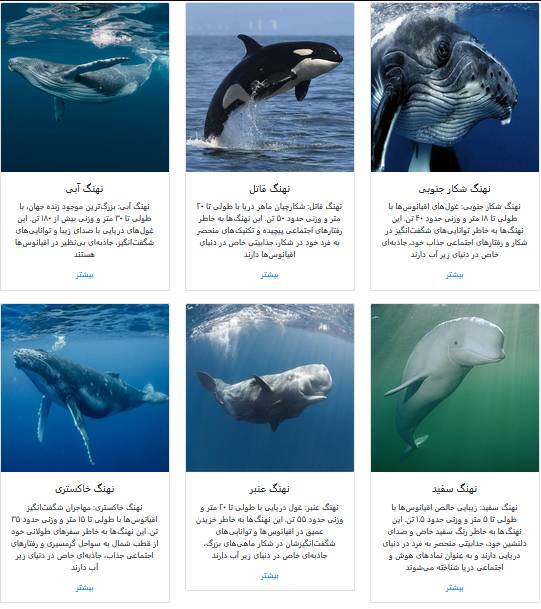 نهنگ شکار جنوبی
نهنگ شکار جنوبی: غول‌های اقیانوس‌ها با
طولی تا ۱۸ متر و وزنی حدود ۴۰ تن. این
نهنگ‌ها به خاطر توانایی‌های شگفت‌انگیز در
شکار و رفتارهای اجتماعی جذاب خود، جاذبه‌ای
خاص در دنیای زیر آب دارند
بیشتر
نهنگ قاتل
نهنگ قاتل: شکارچیان ماهر دریا با طولی تا ۲۰
متر و وزنی حدود ۵۰ تن. این نهنگ‌ها به خاطر
رفتارهای اجتماعی پیچیده و تکنیک‌های منحصر
به فرد خود در شکار، جذابیتی خاص در دنیای
اقیانوس‌ها دارند
بیشتر
نهنگ آبی
نهنگ آبی: بزرگ‌ترین موجود زنده جهان، با
طولی تا ۳۰ متر و وزنی بیش از ۱۸۰ تن. این
غول‌های دریایی با صدای زیبا و توانایی‌های
شگفت‌انگیز، جاذبه‌ای بی‌نظیر در اقیانوس‌ها
هستند
بیشتر
نهنگ سفید
نهنگ سفید: زیبایی خالص اقیانوس‌ها با
طولی تا ۵ متر و وزنی حدود ۱.۵ تن. این
نهنگ‌ها به خاطر رنگ سفید خاص و صدای
دلنشین خود، جذابیتی منحصر به فرد در دنیای
دریایی دارند و به عنوان نمادهای هوش و
اجتماعی دریا شناخته می‌شوند
بیشتر
نهنگ عنبر
نهنگ عنبر: غول دریایی با طولی تا ۲۰ متر و
وزنی حدود ۵۵ تن. این نهنگ‌ها به خاطر خزیدن
عمیق در اقیانوس‌ها و توانایی‌های
شگفت‌انگیزشان در شکار ماهی‌های بزرگ،
جاذبه‌ای خاص در دنیای زیر آب دارند
بیشتر
نهنگ خاکستری
نهنگ خاکستری: مهاجران شگفت‌انگیز
اقیانوس‌ها با طولی تا ۱۵ متر و وزنی حدود ۳۵
تن. این نهنگ‌ها به خاطر سفرهای طولانی خود
از قطب شمال به سواحل گرمسیری و رفتارهای
اجتماعی جذاب، جاذبه‌ای خاص در دنیای زیر
آب دارند
بیشتر